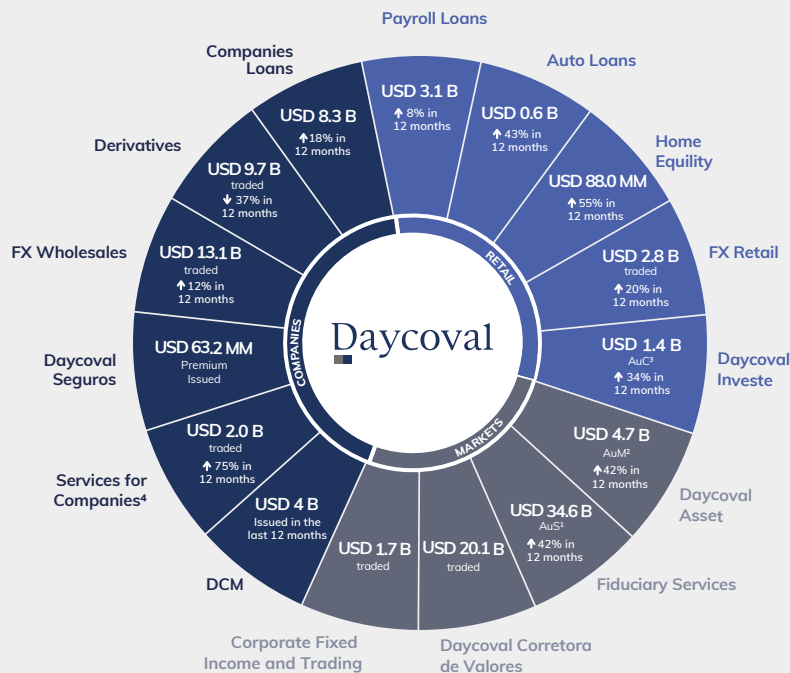 Payroll Loans
USD 3.1 B
8% in
12 months
Auto Loans
USD 0.6 B
43% in
12 months
Home
Equility
USD 88.0 MM
55% in
12 months
FX Retail
USD 2.8 B
traded
20% in
12 months
Daycoval
Investe
USD 1.4 B
AuC³
34% in
12 months
Daycoval
Asset
USD 4.7 B
AuM²
42% in
12 months
Fiduciary Services
USD 34.6 B
AuS¹
42% in
12 months
Daycoval Corretora
de Valores
USD 20.1 B
traded
Corporate Fixed
Income and Trading
USD 1.7 B
traded
DCM
USD 4 B
Issued in the
last 12 months
Services for
Companies⁴
USD 2.0 B
traded
75% in
12 months
Daycoval
Seguros
USD 63.2 MM
Premium
Issued
FX Wholesales
USD 13.1 B
traded
12% in
12 months
Derivatives
USD 9.7 B
traded
37% in
12 months
Companies
Loans
USD 8.3 B
18% in
12 months
RETAIL
COMPANIES
MARKETS
Daycoval